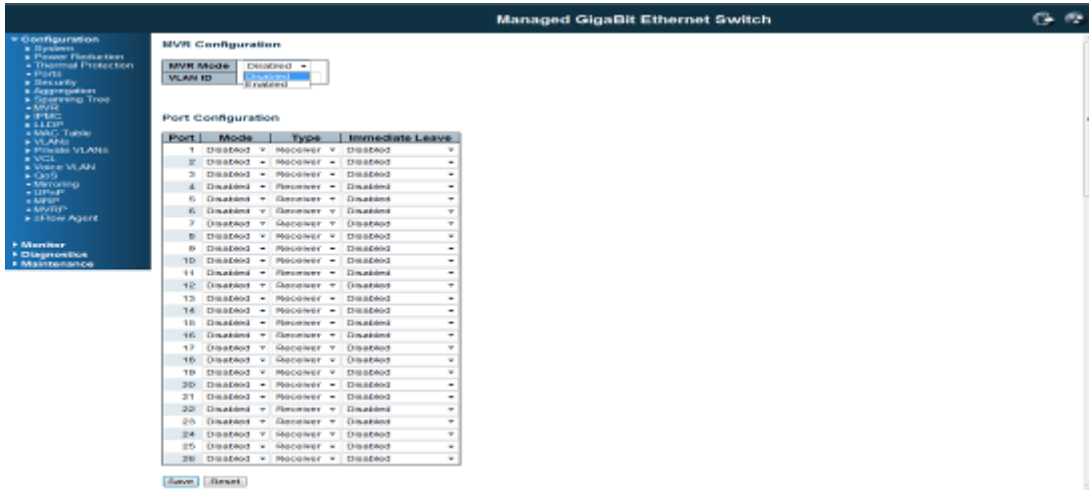 Managed GigaBit Ethernet Switch
Configuration
System
Power Reduction
Thermal Protection
Ports
Security
Aggregation
Spanning Tree
MVR
IPMC
LLDP
MAC Table
VLANs
Private VLANs
VCL
Voice VLAN
QoS
Mirroring
UPnP
MRP
MVRP
sFlow Agent
Monitor
Diagnostics
Maintenance
MVR Configuration
MVR Mode Disabled
VLAN ID Disabled
Enabled
Port Configuration
Port Mode Type Immediate Leave
1 Disabled Receiver Disabled
2 Disabled Receiver Disabled
3 Disabled Receiver Disabled
4 Disabled Receiver Disabled
5 Disabled Receiver Disabled
6 Disabled Receiver Disabled
7 Disabled Receiver Disabled
8 Disabled Receiver Disabled
9 Disabled Receiver Disabled
10 Disabled Receiver Disabled
11 Disabled Receiver Disabled
12 Disabled Receiver Disabled
13 Disabled Receiver Disabled
14 Disabled Receiver Disabled
15 Disabled Receiver Disabled
16 Disabled Receiver Disabled
17 Disabled Receiver Disabled
18 Disabled Receiver Disabled
19 Disabled Receiver Disabled
20 Disabled Receiver Disabled
21 Disabled Receiver Disabled
22 Disabled Receiver Disabled
23 Disabled Receiver Disabled
24 Disabled Receiver Disabled
25 Disabled Receiver Disabled
26 Disabled Receiver Disabled
Save Reset